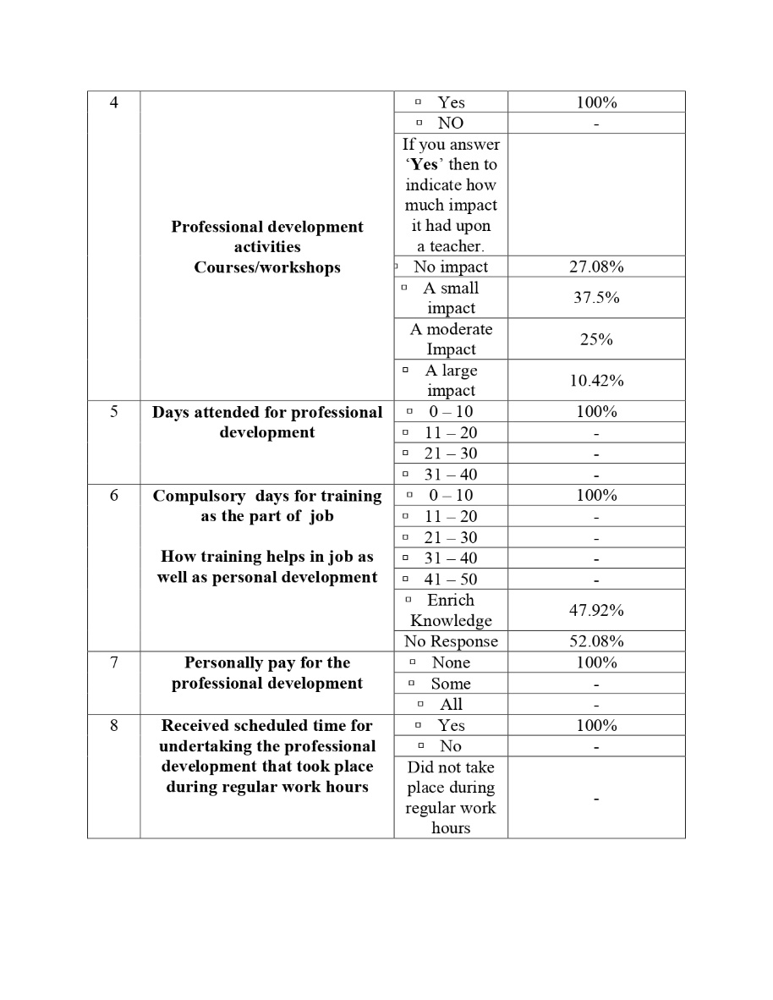 4
Professional development
activities
Courses/workshops
▫ Yes
100%
▫ NO
-
If you answer
‘Yes’ then to
indicate how
much impact
it had upon
a teacher.
▫ No impact
27.08%
▫ A small
impact
37.5%
A moderate
Impact
25%
▫ A large
impact
10.42%
5
Days attended for professional
development
▫ 0 – 10
100%
▫ 11 – 20
-
▫ 21 – 30
-
▫ 31 – 40
-
6
Compulsory days for training
as the part of job
How training helps in job as
well as personal development
▫ 0 – 10
100%
▫ 11 – 20
-
▫ 21 – 30
-
▫ 31 – 40
-
▫ 41 – 50
-
▫ Enrich
Knowledge
47.92%
No Response
52.08%
7
Personally pay for the
professional development
▫ None
100%
▫ Some
-
▫ All
-
8
Received scheduled time for
undertaking the professional
development that took place
during regular work hours
▫ Yes
100%
▫ No
-
Did not take
place during
regular work
hours
-